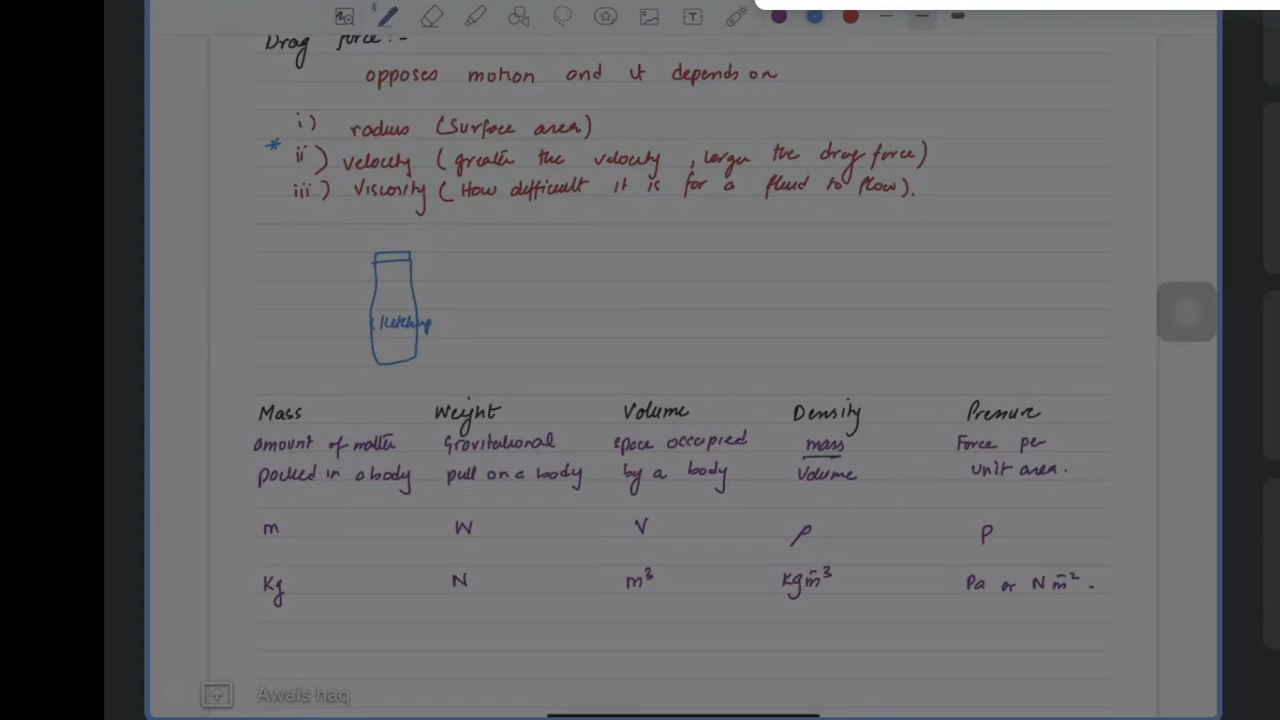 Drag force:-
opposes motion and it depends on
i) radius (Surface area)
* ii) velocity (greater the velocity, larger the drag force)
iii) Viscosity (How difficult it is for a fluid to flow).
ketchup
Mass Weight Volume Density Pressure
amount of matter Gravitational space occupied mass Force per
packed in a body pull on a body by a body Volume unit area.
m W V ρ P
Kg N m³ Kgm⁻³ Pa or Nm⁻².
Awais haq